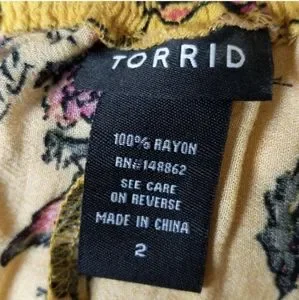 TORRID
100% RAYON
RN#148862
SEE CARE
ON REVERSE
MADE IN CHINA
2